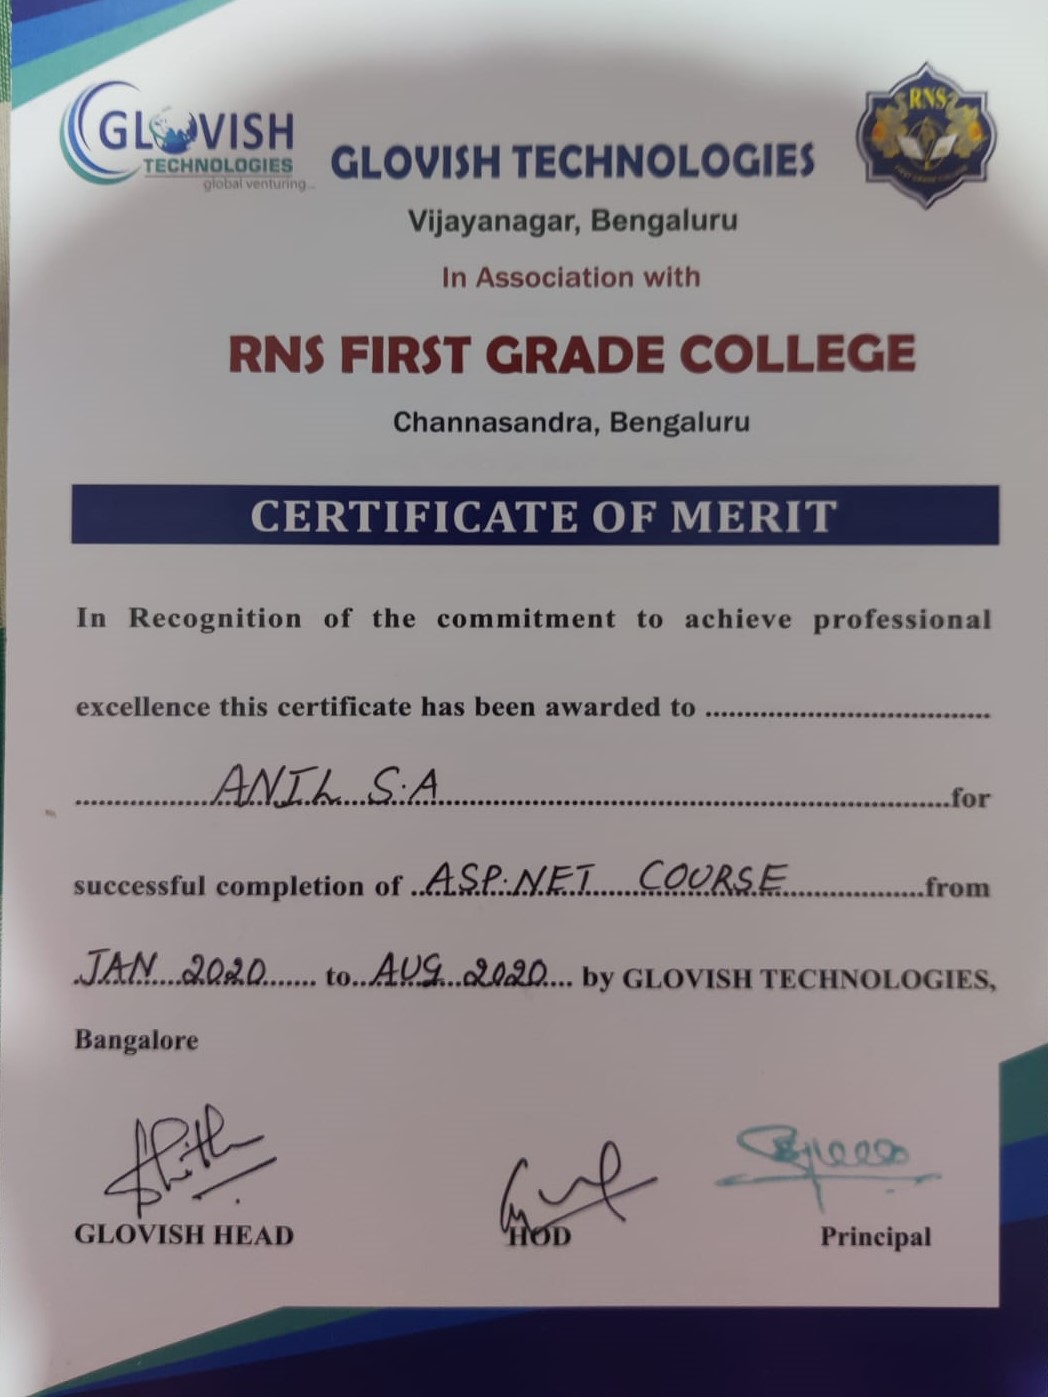 GLOVISH
TECHNOLOGIES
global venturing...
RNS
FIRST GRADE COLLEGE
GLOVISH TECHNOLOGIES
Vijayanagar, Bengaluru
In Association with
RNS FIRST GRADE COLLEGE
Channasandra, Bengaluru
CERTIFICATE OF MERIT
In Recognition of the commitment to achieve professional
excellence this certificate has been awarded to ........................................
..................ANIL S.A..........................................................................for
successful completion of ..ASP.NET COURSE....................from
JAN 2020....... to..AUG 2020.... by GLOVISH TECHNOLOGIES,
Bangalore
GLOVISH HEAD HOD Principal